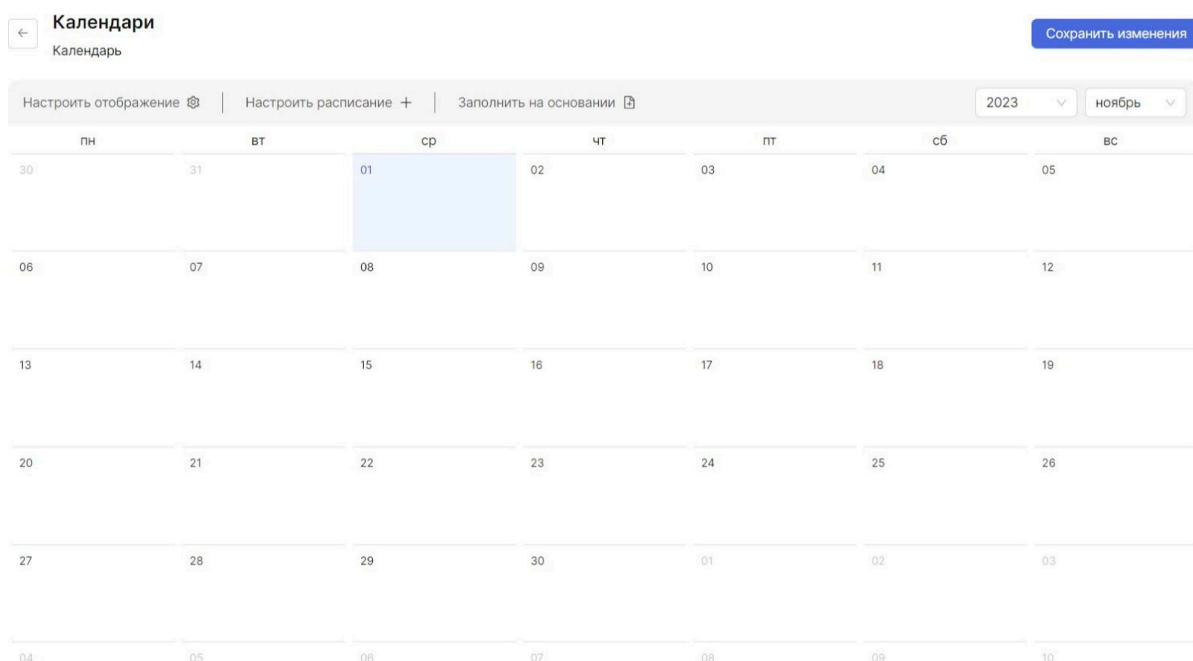 Календари
Календарь
Сохранить изменения
Настроить отображение Настроить расписание + Заполнить на основании 2023 ноябрь
пн вт ср чт пт сб вс
30 31 01 02 03 04 05
06 07 08 09 10 11 12
13 14 15 16 17 18 19
20 21 22 23 24 25 26
27 28 29 30 01 02 03
04 05 06 07 08 09 10